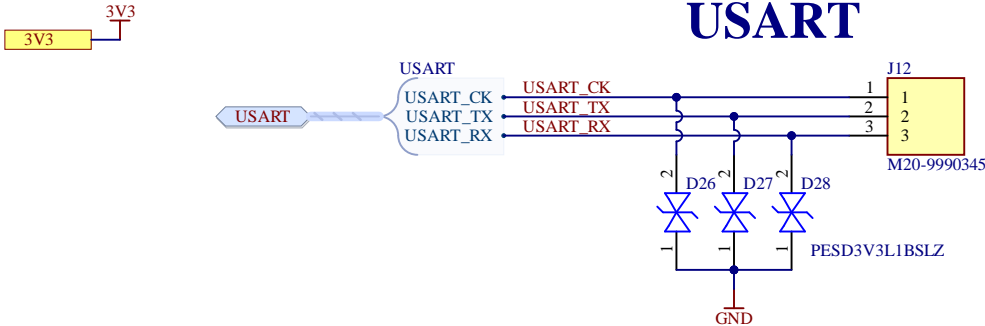 3V3
3V3
USART
USART
J12
USART_CK
USART_CK
1
1
USART
USART_TX
USART_TX
2
2
USART_RX
USART_RX
3
3
M20-9990345
2
D26
2
D27
2
D28
1
1
1
PESD3V3L1BSLZ
GND